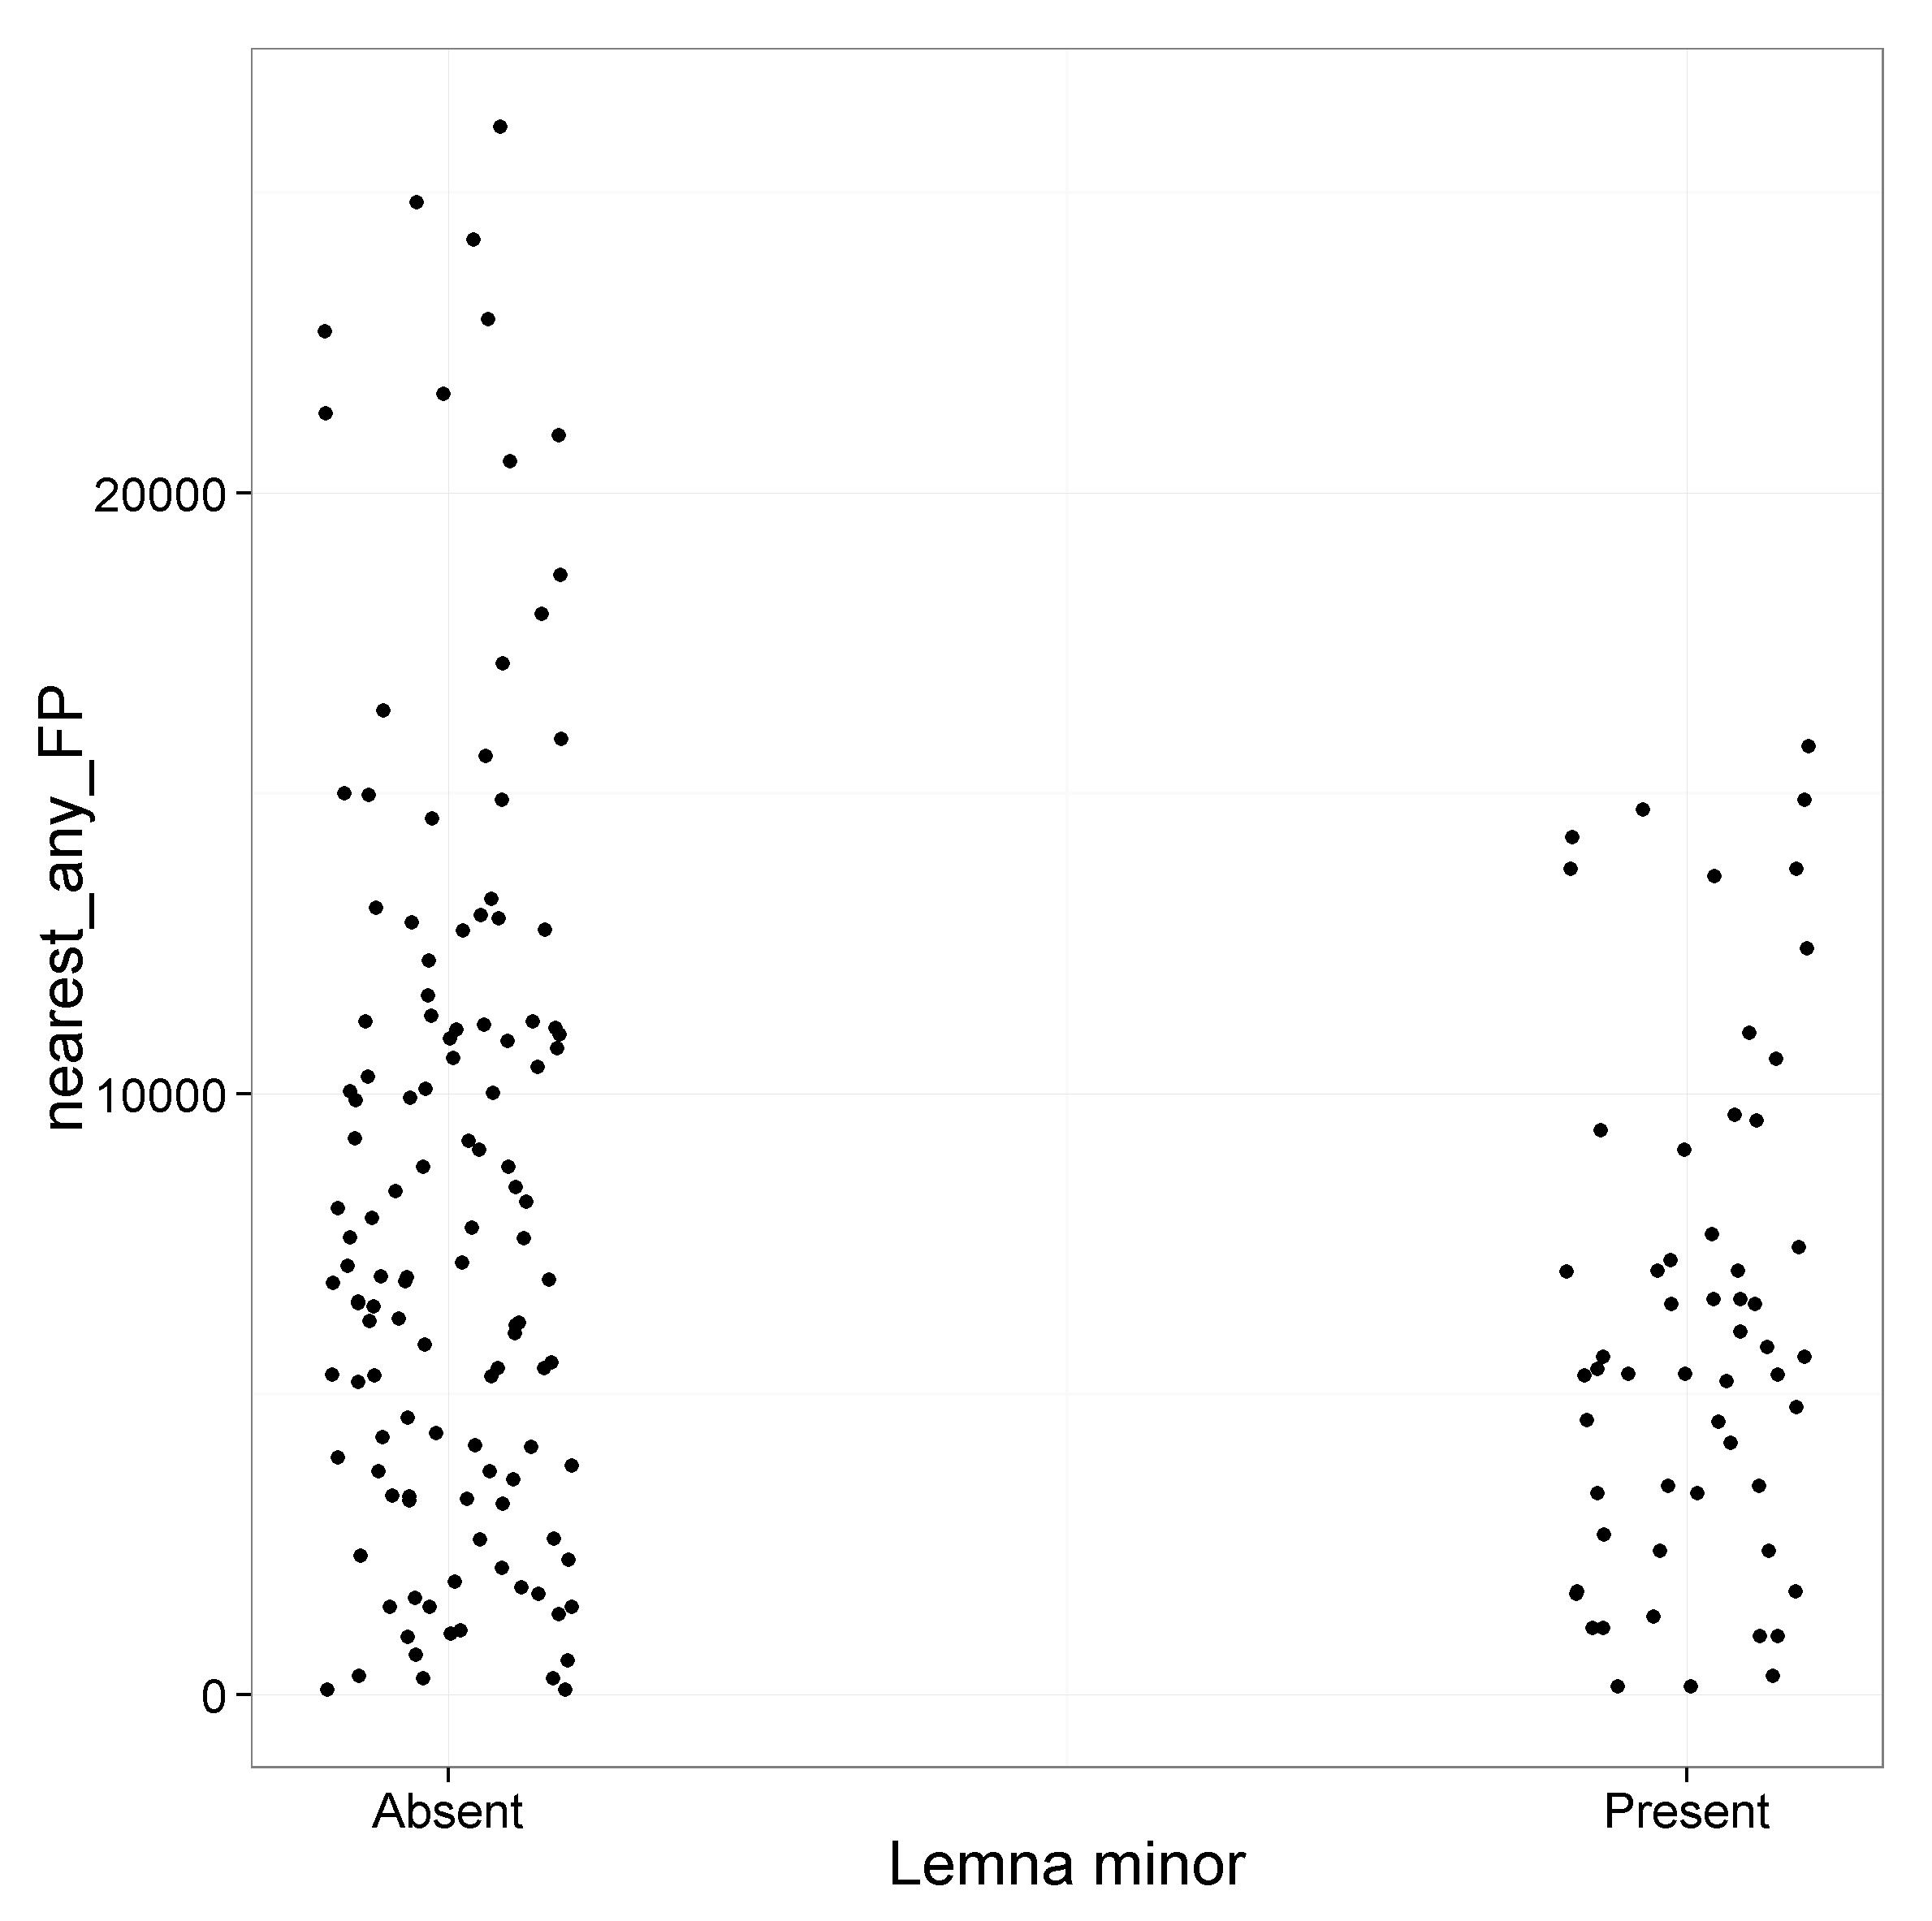 nearest_any_FP
20000
10000
0
Absent
Present
Lemna minor